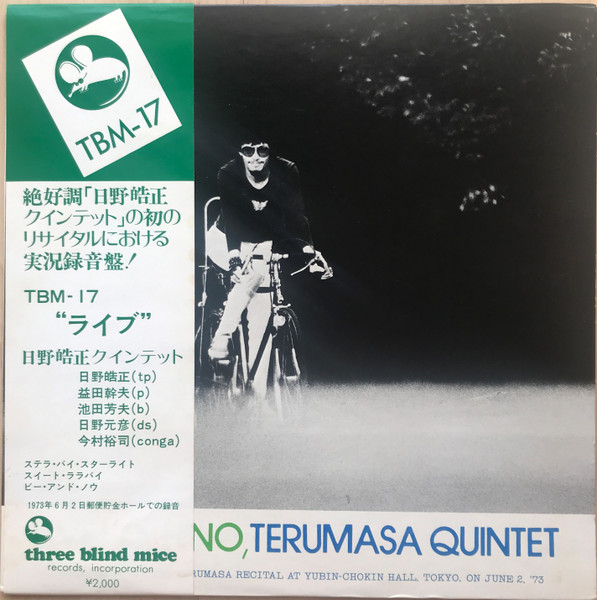 TBM-17
絶好調「日野皓正
クインテット」の初の
リサイタルにおける
実況録音盤!
TBM-17
“ライブ”
日野皓正クインテット
日野皓正(tp)
益田幹夫(p)
池田芳夫(b)
日野元彦(ds)
今村裕司(conga)
ステラ・バイ・スターライト
スイート・ララバイ
ビー・アンド・ノウ
1973年6月2日郵便貯金ホールでの録音
three blind mice
records, incorporation
¥2,000
NO, TERUMASA QUINTET
RUMASA RECITAL AT YUBIN-CHOKIN HALL, TOKYO, ON JUNE 2, '73